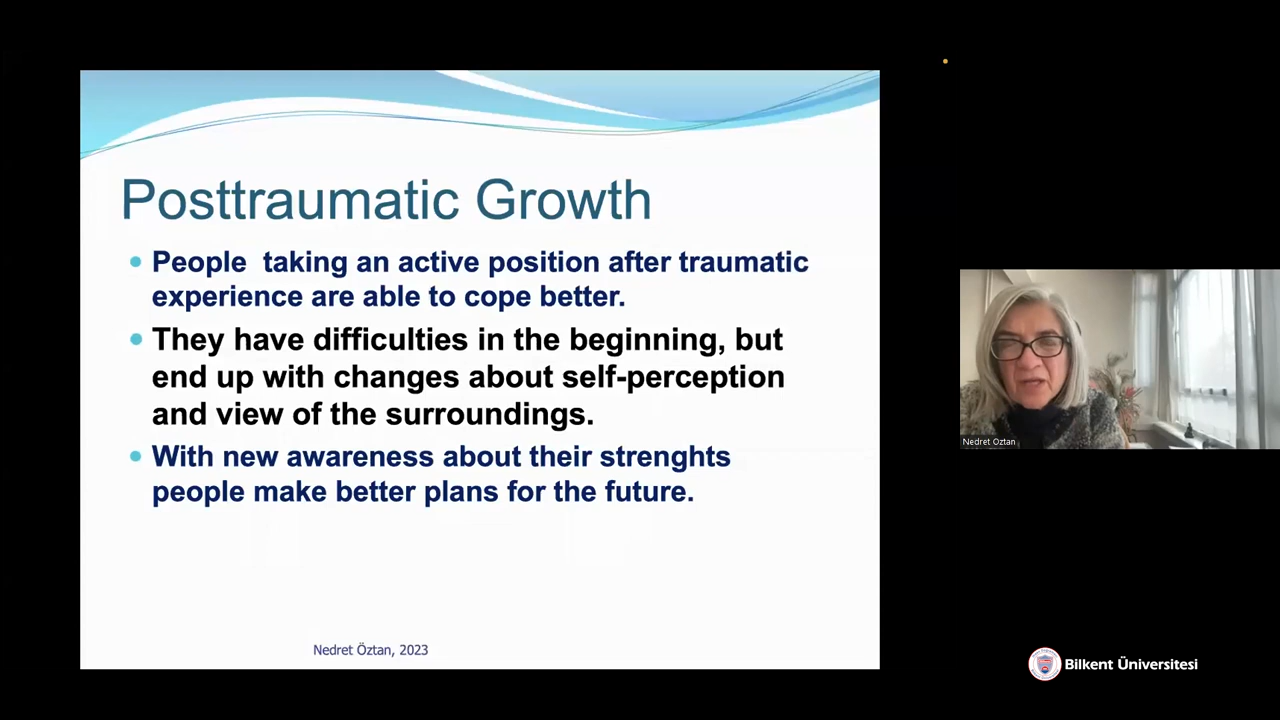 Posttraumatic Growth
People taking an active position after traumatic
experience are able to cope better.
They have difficulties in the beginning, but
end up with changes about self-perception
and view of the surroundings.
With new awareness about their strenghts
people make better plans for the future.
Nedret Öztan, 2023
Nedret Oztan
Bilkent Üniversitesi